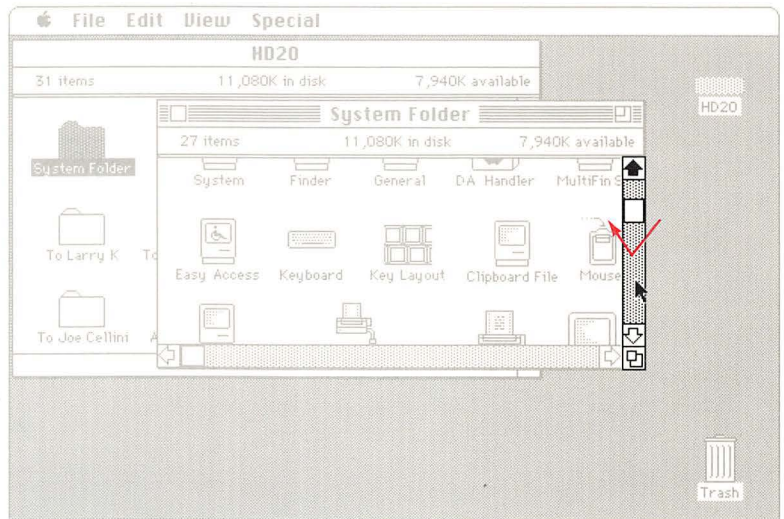 File Edit View Special
HD20
31 items 11,080K in disk 7,940K available
HD20
System Folder
27 items 11,080K in disk 7,940K available
System Folder
System Finder General DA Handler MultiFin
Easy Access Keyboard Key Layout Clipboard File Mouse
To Larry K To
To Joe Cellini A
Trash